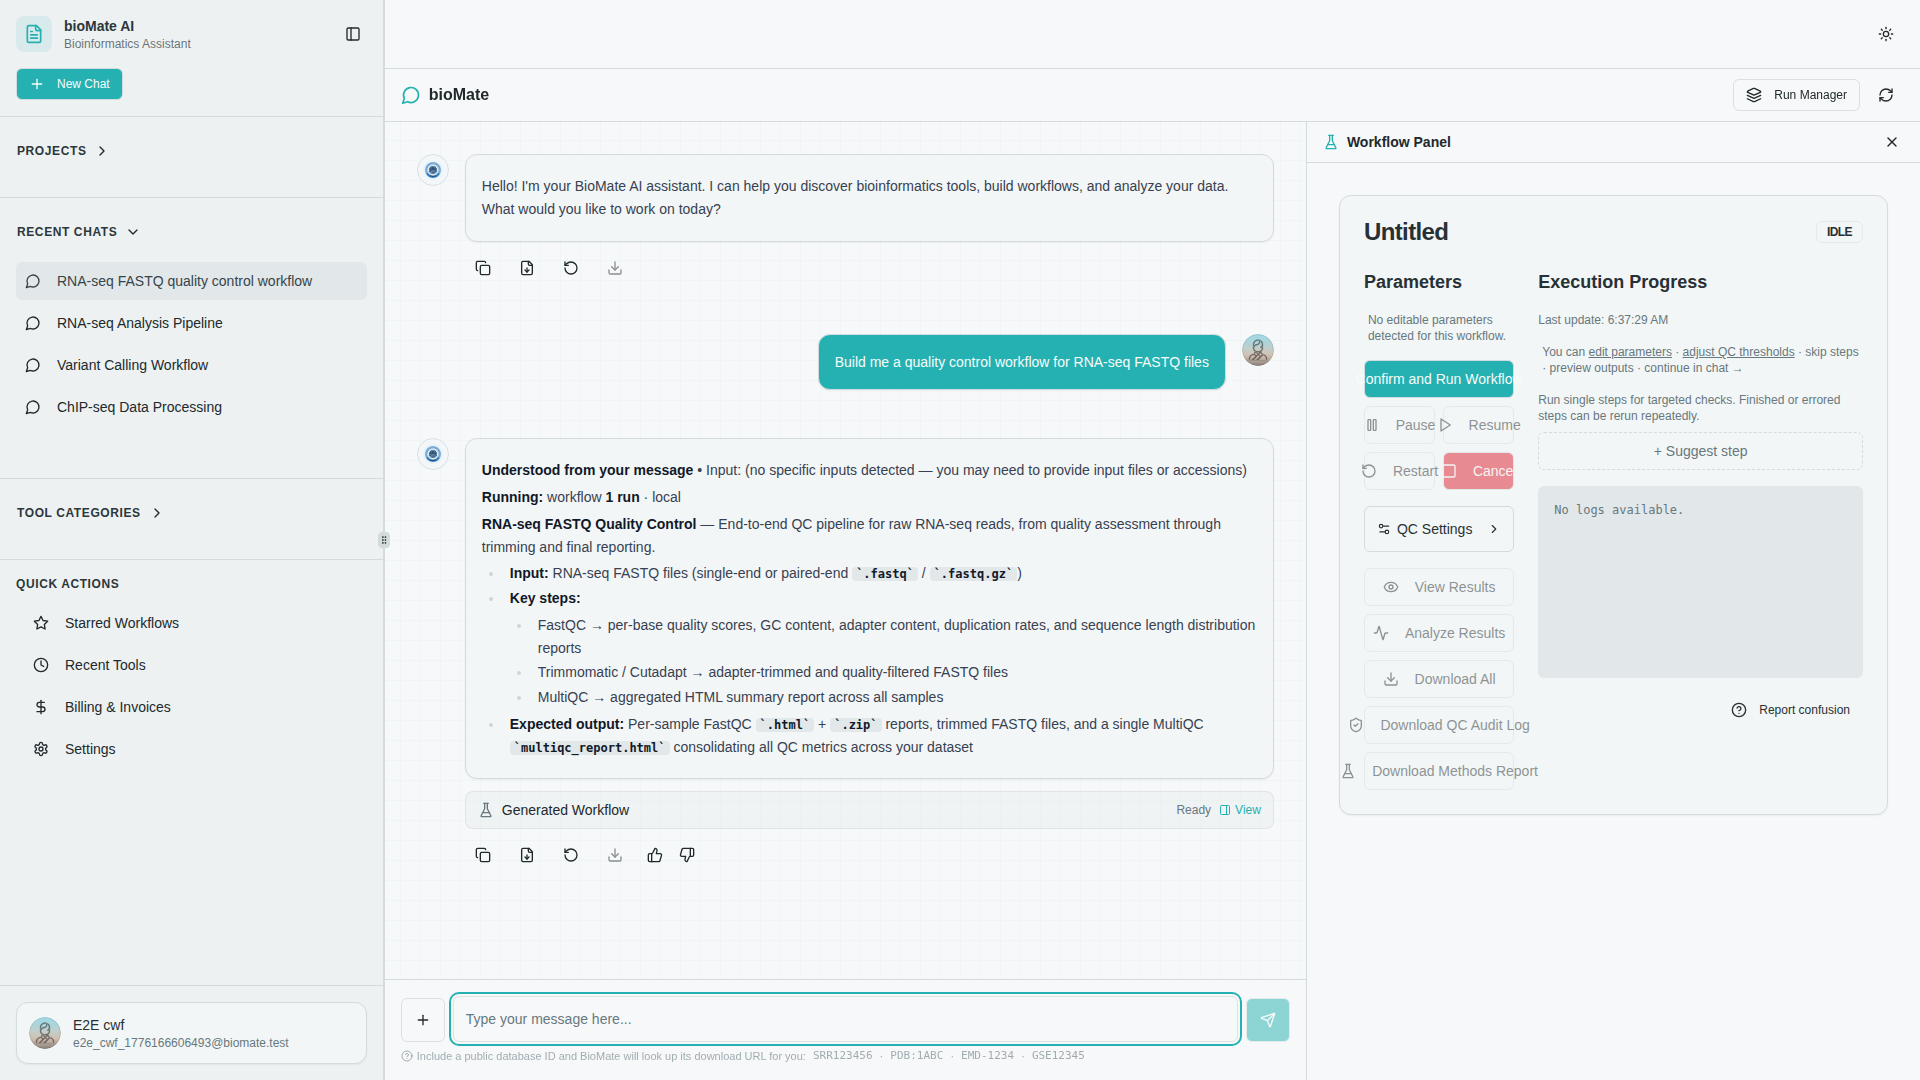 bioMate AI
Bioinformatics Assistant
New Chat
PROJECTS
RECENT CHATS
RNA-seq FASTQ quality control workflow
RNA-seq Analysis Pipeline
Variant Calling Workflow
ChIP-seq Data Processing
TOOL CATEGORIES
QUICK ACTIONS
Starred Workflows
Recent Tools
Billing & Invoices
Settings
E2E cwf
e2e_cwf_1776166606493@biomate.test
bioMate
Run Manager
Hello! I'm your BioMate AI assistant. I can help you discover bioinformatics tools, build workflows, and analyze your data.
What would you like to work on today?
Build me a quality control workflow for RNA-seq FASTQ files
Understood from your message • Input: (no specific inputs detected — you may need to provide input files or accessions)
Running: workflow 1 run · local
RNA-seq FASTQ Quality Control — End-to-end QC pipeline for raw RNA-seq reads, from quality assessment through
trimming and final reporting.
Input: RNA-seq FASTQ files (single-end or paired-end `.fastq` / `.fastq.gz`)
Key steps:
FastQC → per-base quality scores, GC content, adapter content, duplication rates, and sequence length distribution
reports
Trimmomatic / Cutadapt → adapter-trimmed and quality-filtered FASTQ files
MultiQC → aggregated HTML summary report across all samples
Expected output: Per-sample FastQC `.html` + `.zip` reports, trimmed FASTQ files, and a single MultiQC
`multiqc_report.html` consolidating all QC metrics across your dataset
Generated Workflow
Ready
View
Type your message here...
Include a public database ID and BioMate will look up its download URL for you: SRR123456 · PDB:1ABC · EMD-1234 · GSE12345
Workflow Panel
Untitled
IDLE
Parameters
No editable parameters
detected for this workflow.
onfirm and Run Workflo
Pause
Resume
Restart
Cance
QC Settings
View Results
Analyze Results
Download All
Download QC Audit Log
Download Methods Report
Execution Progress
Last update: 6:37:29 AM
You can edit parameters · adjust QC thresholds · skip steps
· preview outputs · continue in chat →
Run single steps for targeted checks. Finished or errored
steps can be rerun repeatedly.
+ Suggest step
No logs available.
Report confusion